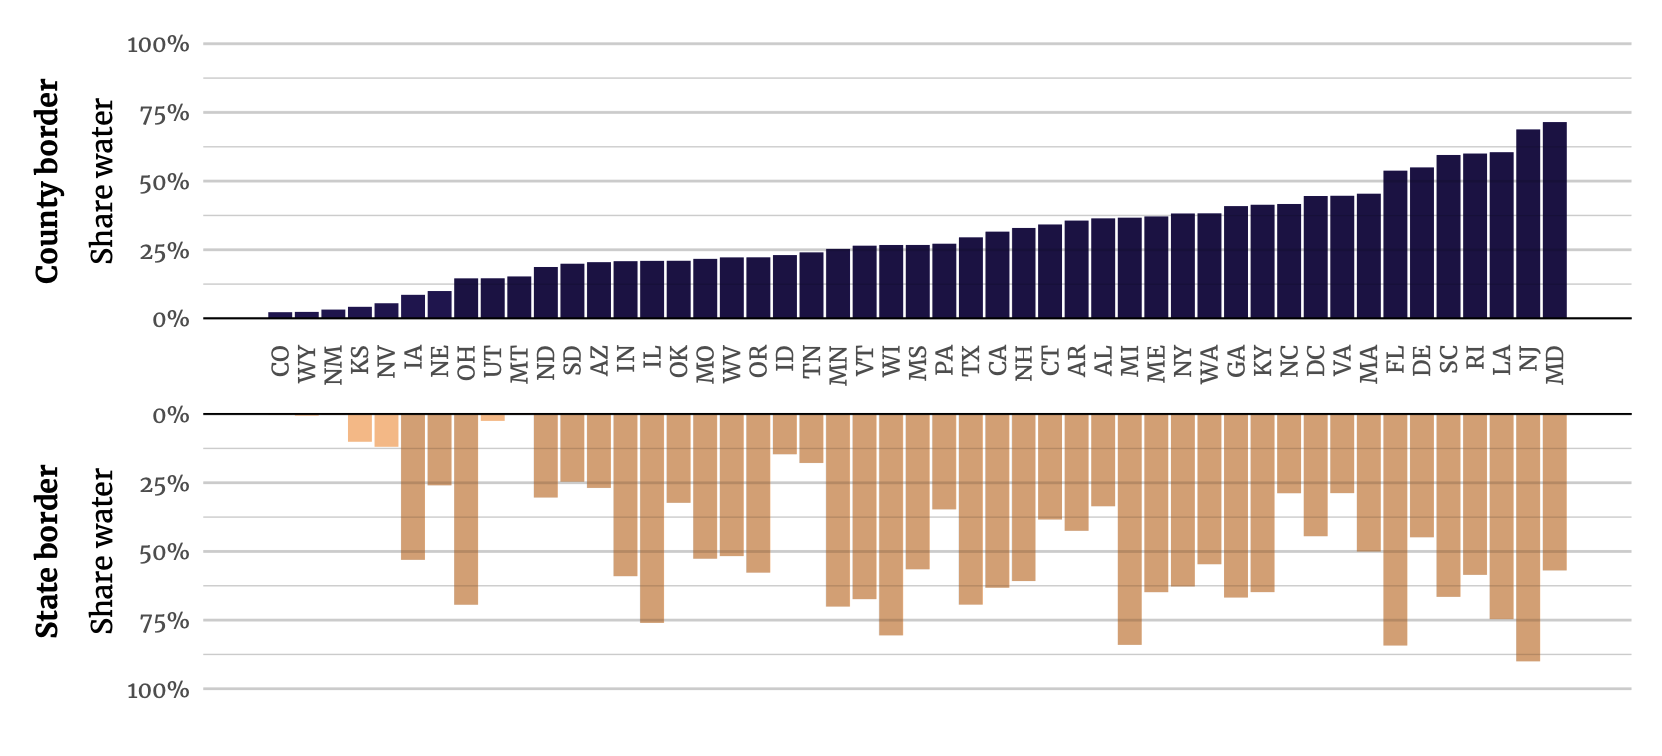 County border
Share water
100%
75%
50%
25%
0%
CO WY NM KS NV IA NE OH UT MT ND SD AZ IN IL OK MO WV OR ID TN MN VT WI MS PA TX CA NH CT AR AL MI ME NY WA GA KY NC DC VA MA FL DE SC RI LA NJ MD
State border
Share water
0%
25%
50%
75%
100%